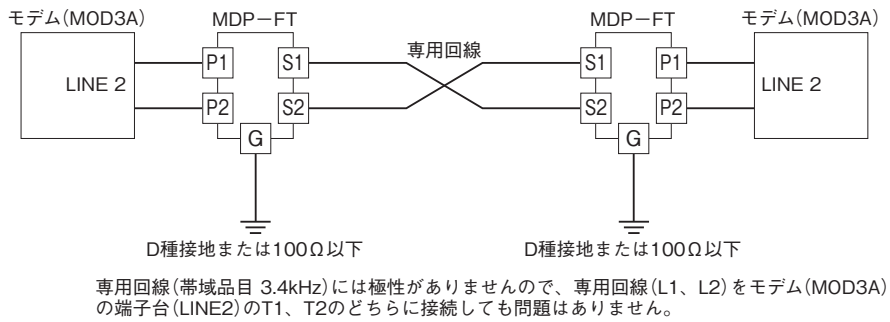 モデム(MOD3A)
MDP－FT
MDP－FT
モデム(MOD3A)
専用回線
LINE 2
P1
S1
S1
P1
LINE 2
P2
S2
S2
P2
G
G
D種接地または100Ω以下
D種接地または100Ω以下
専用回線(帯域品目 3.4kHz)には極性がありませんので、専用回線(L1、L2)をモデム(MOD3A)
の端子台(LINE2)のT1、T2のどちらに接続しても問題はありません。